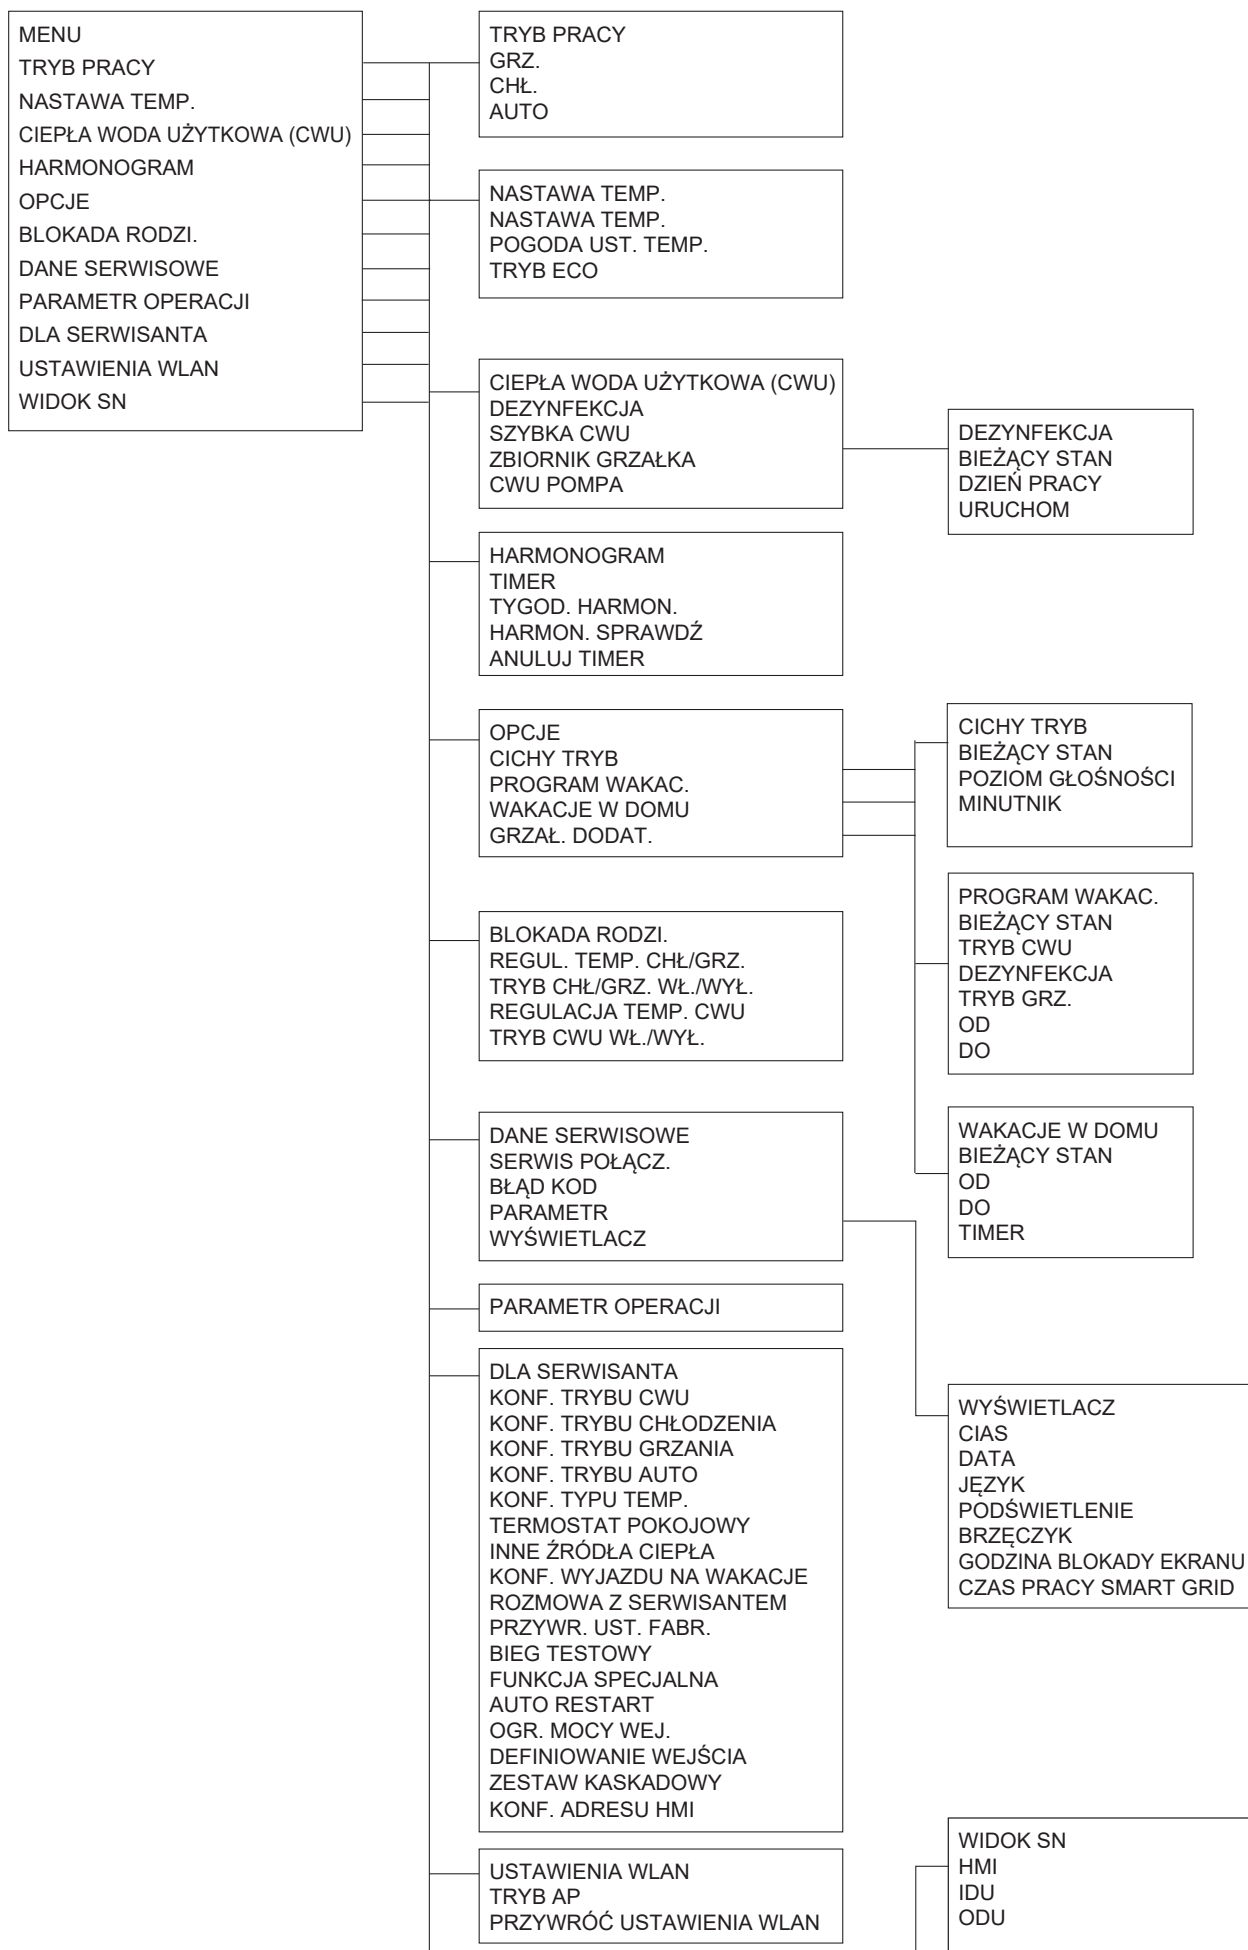 MENU
TRYB PRACY
NASTAWA TEMP.
CIEPŁA WODA UŻYTKOWA (CWU)
HARMONOGRAM
OPCJE
BLOKADA RODZI.
DANE SERWISOWE
PARAMETR OPERACJI
DLA SERWISANTA
USTAWIENIA WLAN
WIDOK SN
TRYB PRACY
GRZ.
CHŁ.
AUTO
NASTAWA TEMP.
NASTAWA TEMP.
POGODA UST. TEMP.
TRYB ECO
CIEPŁA WODA UŻYTKOWA (CWU)
DEZYNFEKCJA
SZYBKA CWU
ZBIORNIK GRZAŁKA
CWU POMPA
DEZYNFEKCJA
BIEŻĄCY STAN
DZIEŃ PRACY
URUCHOM
HARMONOGRAM
TIMER
TYGOD. HARMON.
HARMON. SPRAWDŹ
ANULUJ TIMER
OPCJE
CICHY TRYB
PROGRAM WAKAC.
WAKACJE W DOMU
GRZAŁ. DODAT.
CICHY TRYB
BIEŻĄCY STAN
POZIOM GŁOŚNOŚCI
MINUTNIK
PROGRAM WAKAC.
BIEŻĄCY STAN
TRYB CWU
DEZYNFEKCJA
TRYB GRZ.
OD
DO
WAKACJE W DOMU
BIEŻĄCY STAN
OD
DO
TIMER
BLOKADA RODZI.
REGUL. TEMP. CHŁ/GRZ.
TRYB CHŁ/GRZ. WŁ./WYŁ.
REGULACJA TEMP. CWU
TRYB CWU WŁ./WYŁ.
DANE SERWISOWE
SERWIS POŁĄCZ.
BŁĄD KOD
PARAMETR
WYŚWIETLACZ
WYŚWIETLACZ
CIAS
DATA
JĘZYK
PODŚWIETLENIE
BRZĘCZYK
GODZINA BLOKADY EKRANU
CZAS PRACY SMART GRID
PARAMETR OPERACJI
DLA SERWISANTA
KONF. TRYBU CWU
KONF. TRYBU CHŁODZENIA
KONF. TRYBU GRZANIA
KONF. TRYBU AUTO
KONF. TYPU TEMP.
TERMOSTAT POKOJOWY
INNE ŹRÓDŁA CIEPŁA
KONF. WYJAZDU NA WAKACJE
ROZMOWA Z SERWISANTEM
PRZYWR. UST. FABR.
BIEG TESTOWY
FUNKCJA SPECJALNA
AUTO RESTART
OGR. MOCY WEJ.
DEFINIOWANIE WEJŚCIA
ZESTAW KASKADOWY
KONF. ADRESU HMI
USTAWIENIA WLAN
TRYB AP
PRZYWRÓĆ USTAWIENIA WLAN
WIDOK SN
HMI
IDU
ODU